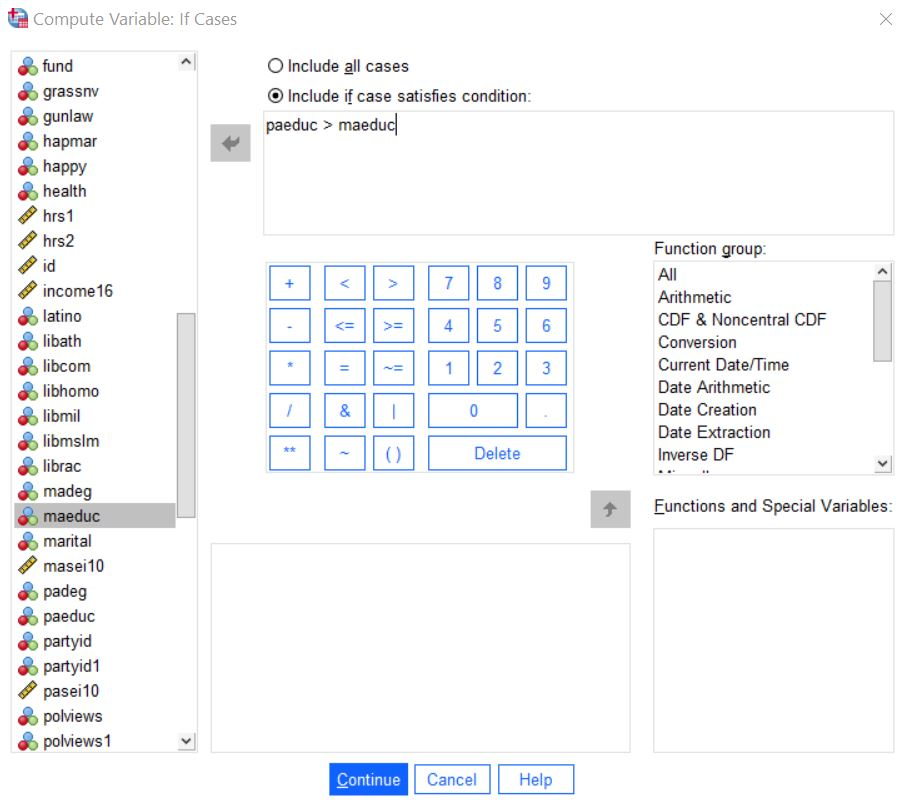 Compute Variable: If Cases
fund
grassnv
gunlaw
hapmar
happy
health
hrs1
hrs2
id
income16
latino
libath
libcom
libhomo
libmil
libmslm
librac
madeg
maeduc
marital
masei10
padeg
paeduc
partyid
partyid1
pasei10
polviews
polviews1
Include all cases
Include if case satisfies condition:
paeduc > maeduc
+ < > 7 8 9
- <= >= 4 5 6
* = ~= 1 2 3
/ & | 0 .
** ~ ( ) Delete
Function group:
All
Arithmetic
CDF & Noncentral CDF
Conversion
Current Date/Time
Date Arithmetic
Date Creation
Date Extraction
Inverse DF
Functions and Special Variables:
Continue Cancel Help